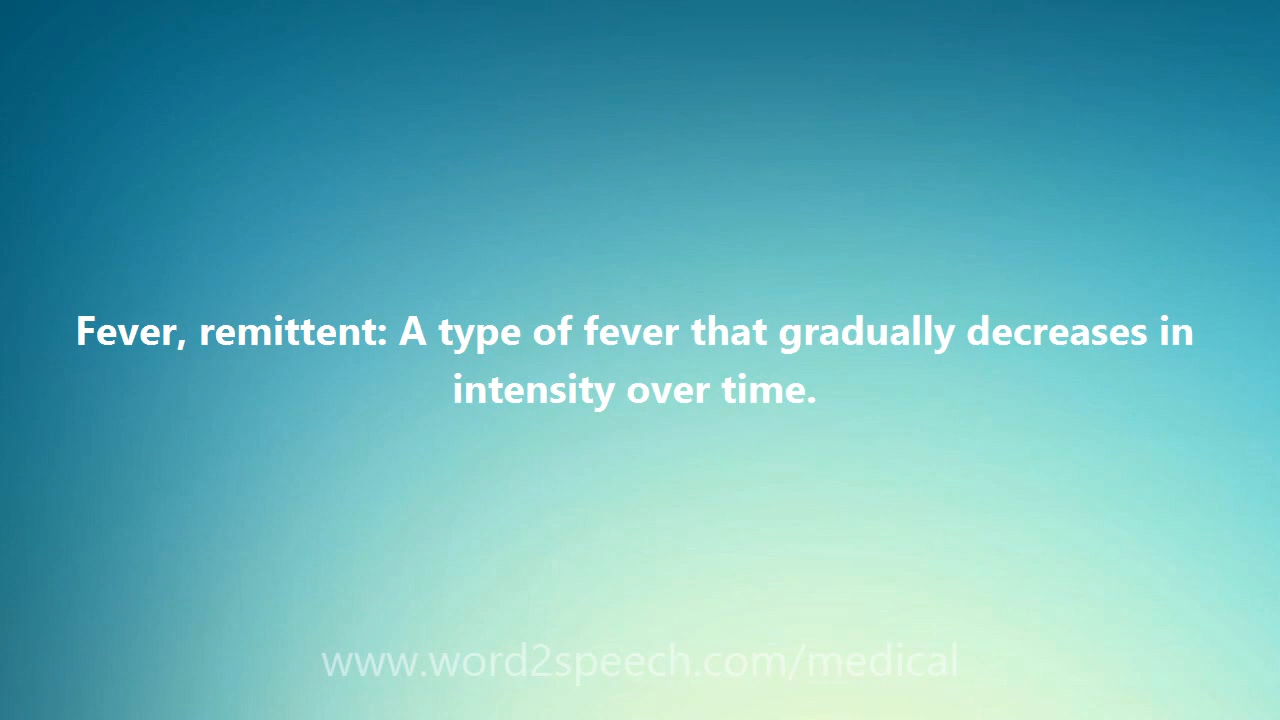 Fever, remittent: A type of fever that gradually decreases in
intensity over time.
www.word2speech.com/medical